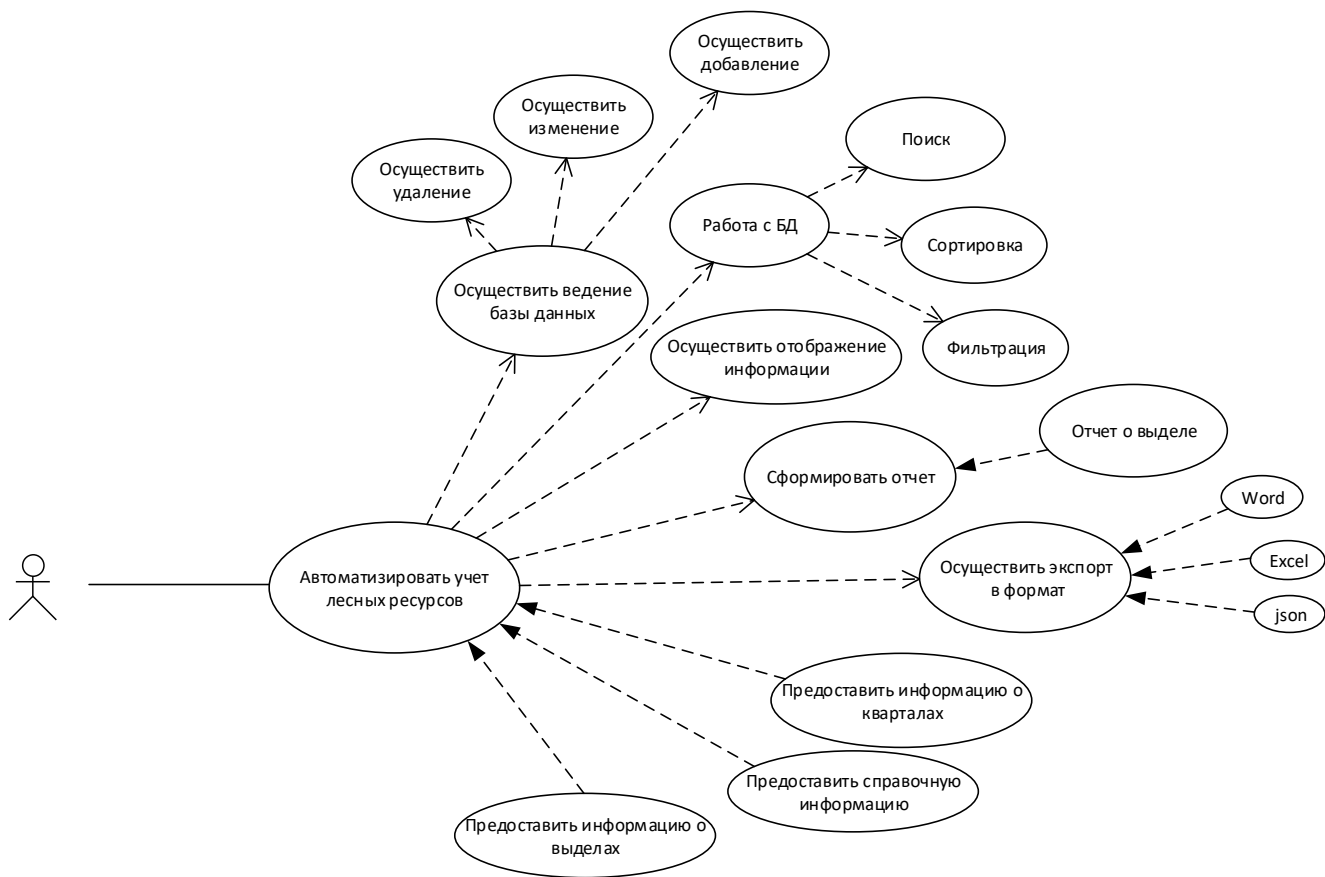 Осуществить
добавление
Осуществить
изменение
Поиск
Осуществить
удаление
Работа с БД
Сортировка
Осуществить ведение
базы данных
Осуществить отображение
информации
Фильтрация
Отчет о выделе
Сформировать отчет
Word
Автоматизировать учет
лесных ресурсов
Осуществить экспорт
в формат
Excel
json
Предоставить информацию о
кварталах
Предоставить справочную
информацию
Предоставить информацию о
выделах